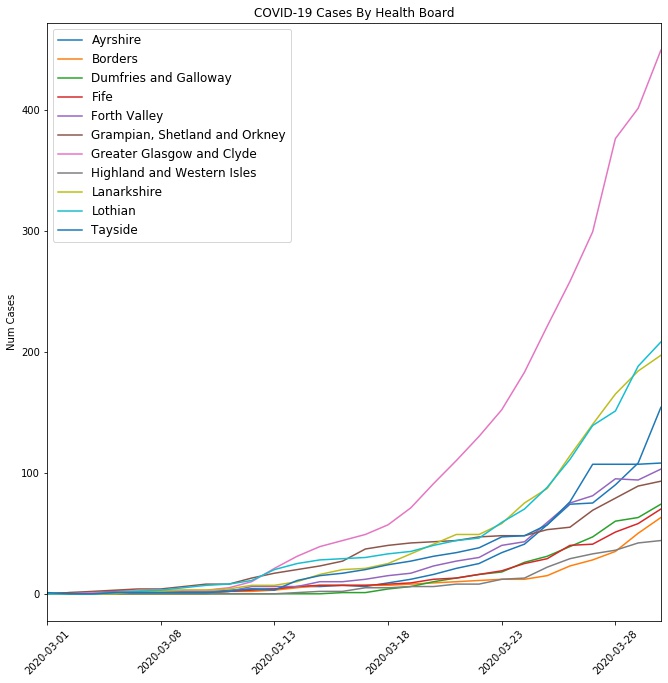 COVID-19 Cases By Health Board
Ayrshire
Borders
Dumfries and Galloway
Fife
Forth Valley
Grampian, Shetland and Orkney
Greater Glasgow and Clyde
Highland and Western Isles
Lanarkshire
Lothian
Tayside
Num Cases
400
300
200
100
0
2020-03-01
2020-03-08
2020-03-13
2020-03-18
2020-03-23
2020-03-28